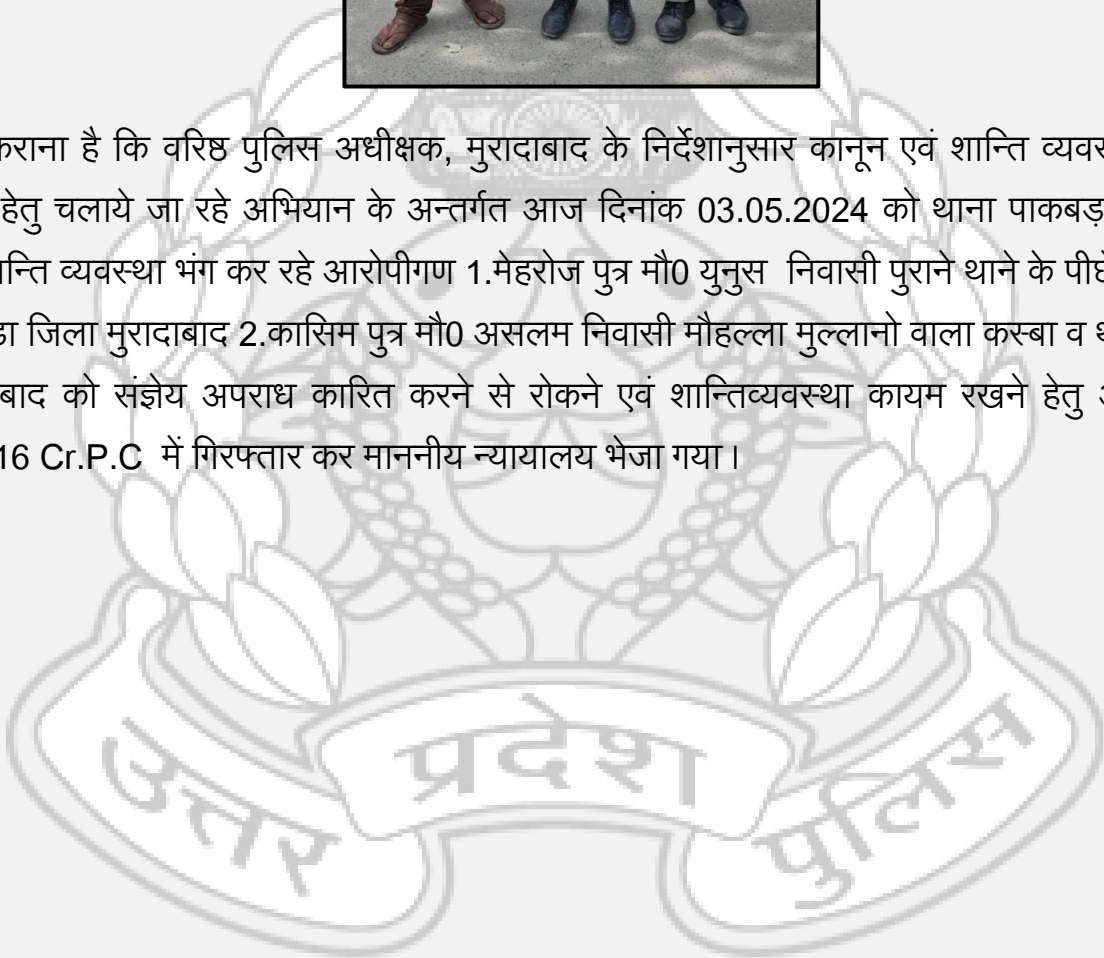 कराना है कि वरिष्ठ पुलिस अधीक्षक, मुरादाबाद के निर्देशानुसार कानून एवं शान्ति व्यवस
हेतु चलाये जा रहे अभियान के अन्तर्गत आज दिनांक 03.05.2024 को थाना पाकबड़
न्ति व्यवस्था भंग कर रहे आरोपीगण 1.मेहरोज पुत्र मौ0 युनुस निवासी पुराने थाने के पीछे
डा जिला मुरादाबाद 2.कासिम पुत्र मौ0 असलम निवासी मौहल्ला मुल्लानो वाला कस्बा व थ
बाद को संज्ञेय अपराध कारित करने से रोकने एवं शान्तिव्यवस्था कायम रखने हेतु अ
16 Cr.P.C में गिरफ्तार कर माननीय न्यायालय भेजा गया।
उत्तर प्रदेश पुलिस